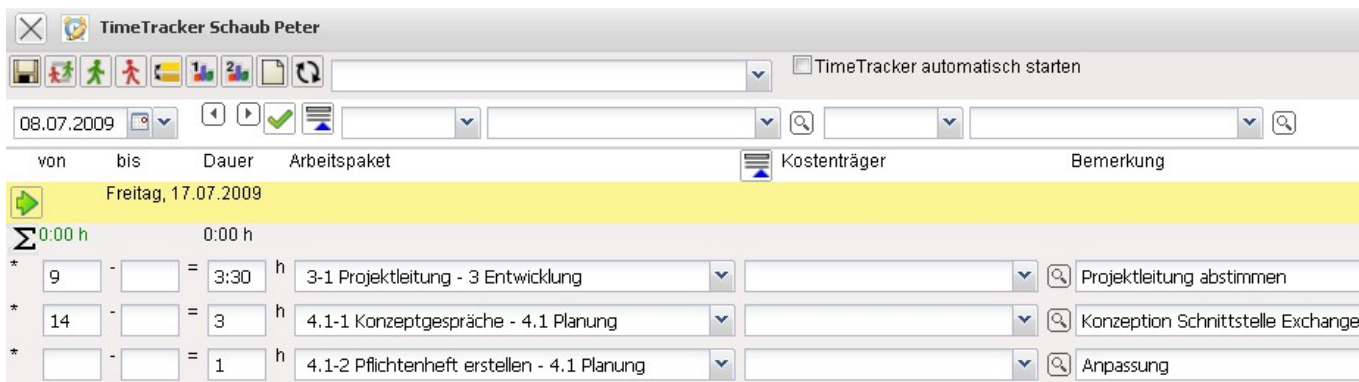 TimeTracker Schaub Peter
TimeTracker automatisch starten
08.07.2009
von bis Dauer Arbeitspaket Kostenträger Bemerkung
Freitag, 17.07.2009
Σ 0:00 h 0:00 h
* 9 - = 3:30 h 3-1 Projektleitung - 3 Entwicklung Projektleitung abstimmen
* 14 - = 3 h 4.1-1 Konzeptgespräche - 4.1 Planung Konzeption Schnittstelle Exchange
* - = 1 h 4.1-2 Pflichtenheft erstellen - 4.1 Planung Anpassung